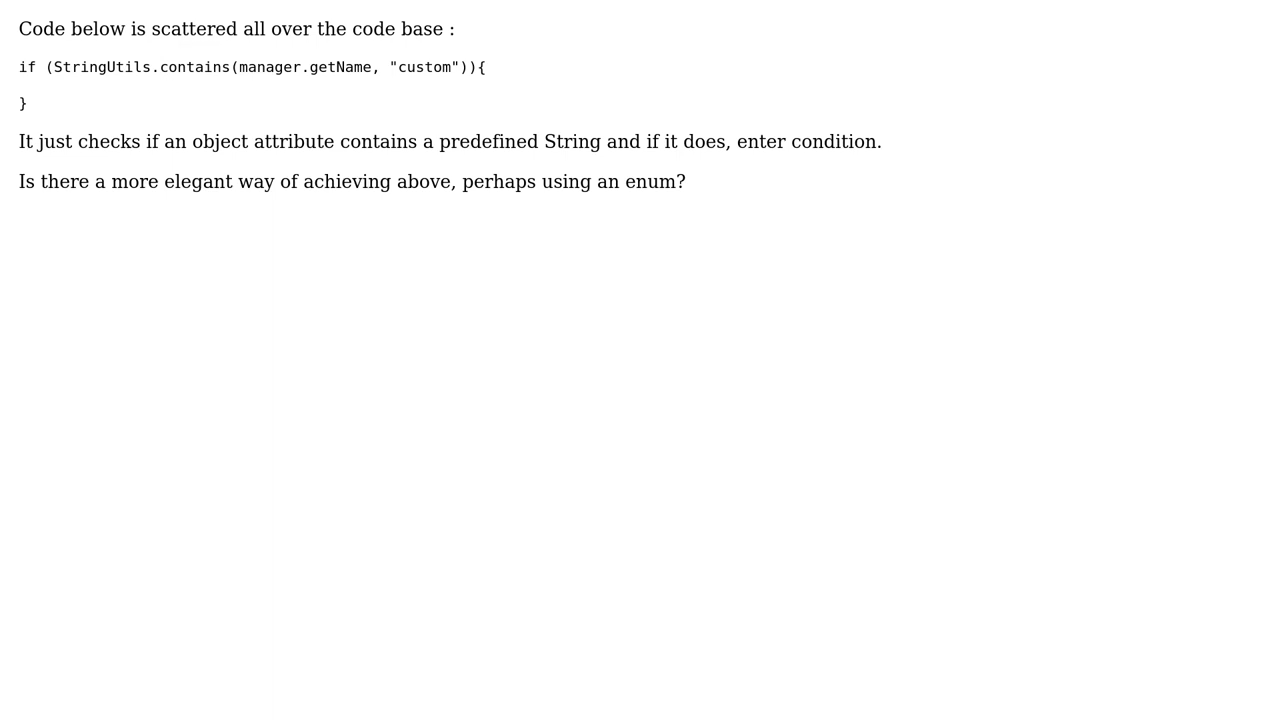 Code below is scattered all over the code base :
if (StringUtils.contains(manager.getName, "custom")){
}
It just checks if an object attribute contains a predefined String and if it does, enter condition.
Is there a more elegant way of achieving above, perhaps using an enum?